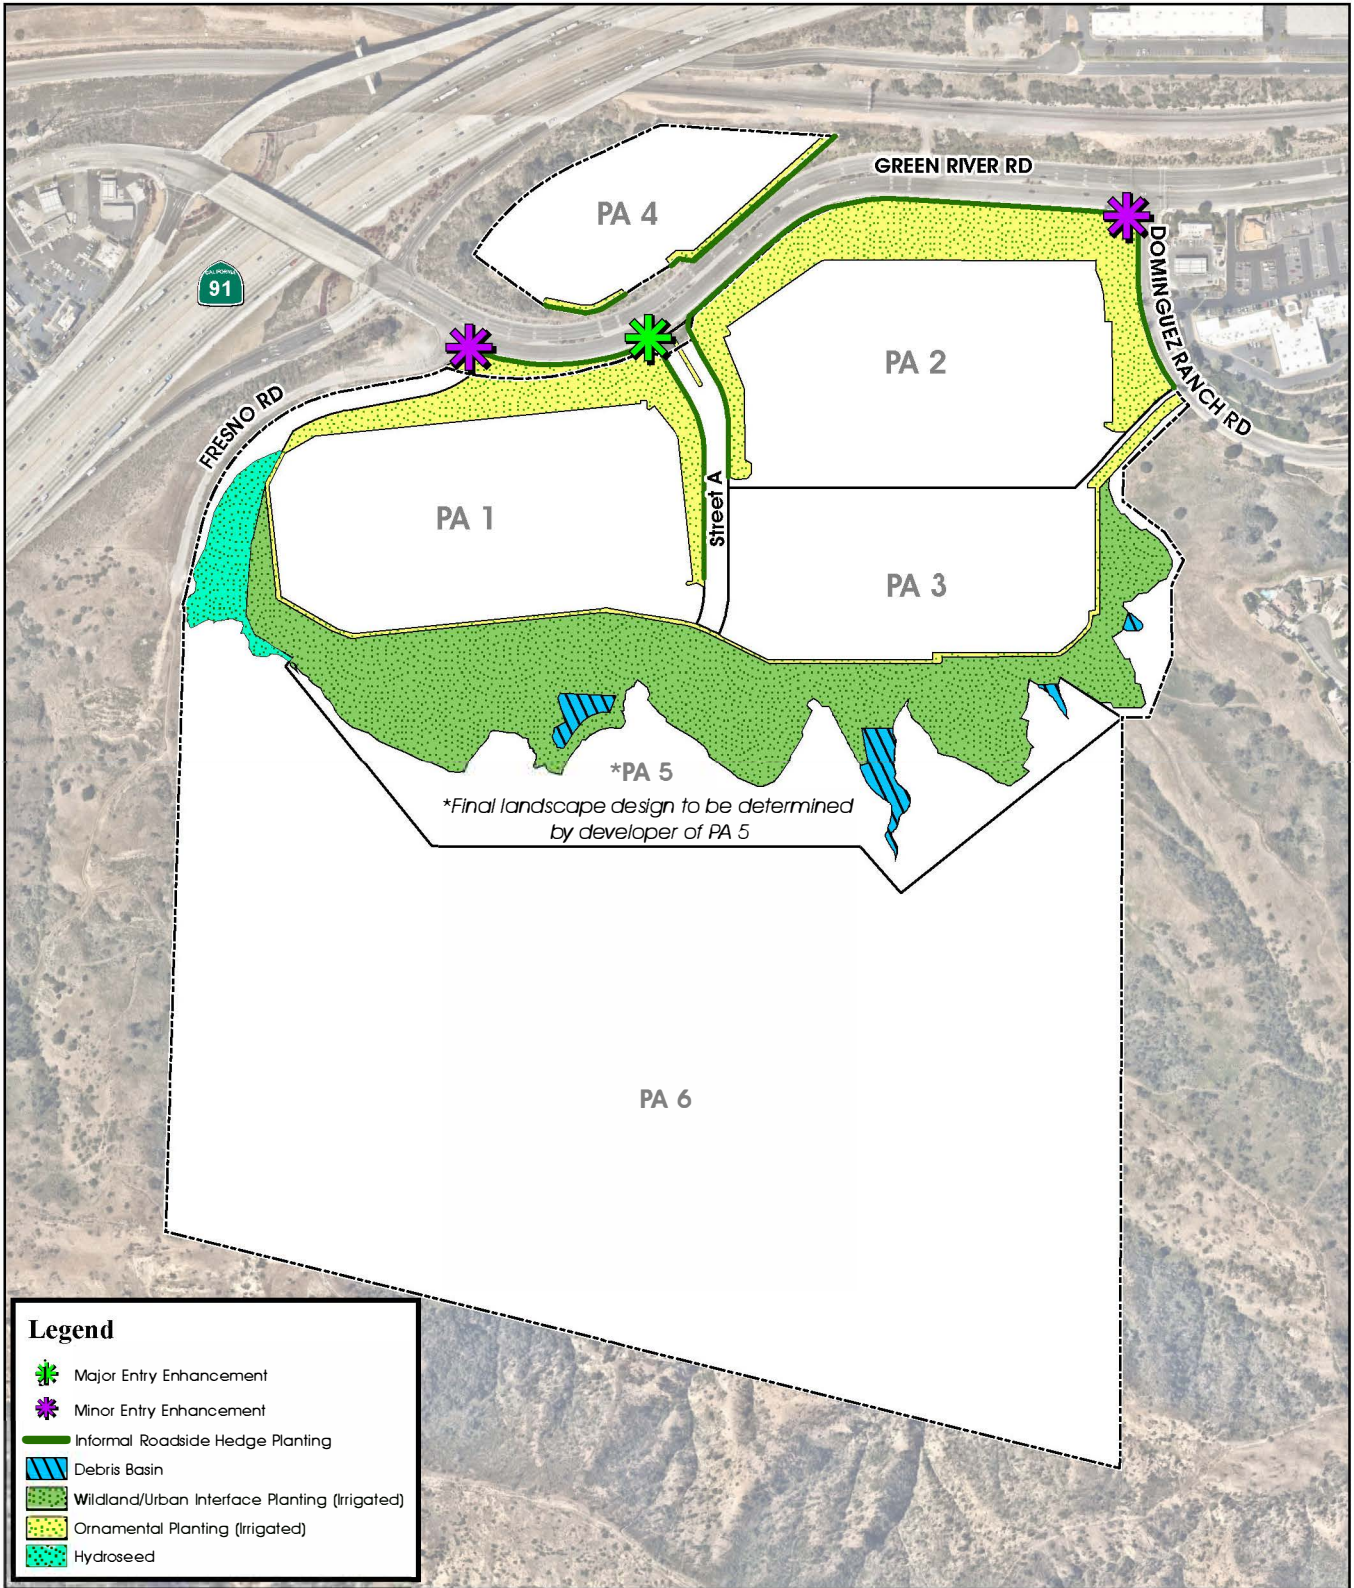 GREEN RIVER RD
PA 4
DOMINGUEZ RANCH RD
CALIFORNIA
91
PA 2
FRESNO RD
PA 1
Street A
PA 3
*PA 5
*Final landscape design to be determined
by developer of PA 5
PA 6
Legend
Major Entry Enhancement
Minor Entry Enhancement
Informal Roadside Hedge Planting
Debris Basin
Wildland/Urban Interface Planting (Irrigated)
Ornamental Planting (Irrigated)
Hydroseed